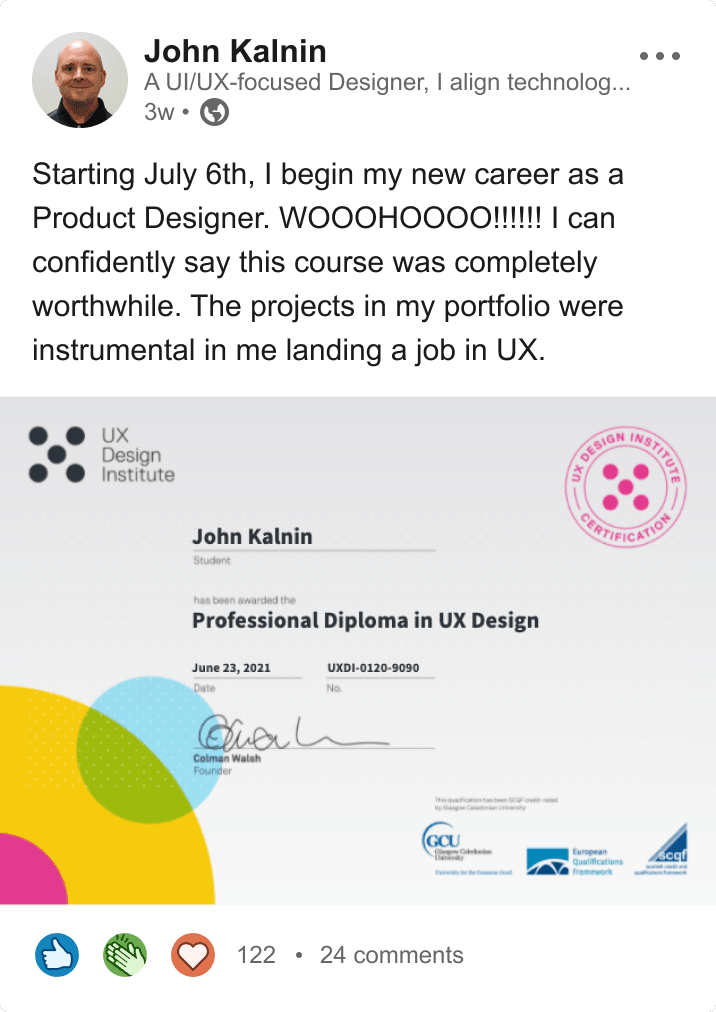 John Kalnin
A UI/UX-focused Designer, I align technolog...
3w •
Starting July 6th, I begin my new career as a
Product Designer. WOOOHOOOO!!!!!! I can
confidently say this course was completely
worthwhile. The projects in my portfolio were
instrumental in me landing a job in UX.
UX
Design
Institute
UX DESIGN INSTITUTE
CERTIFICATION
John Kalnin
Student
has been awarded the
Professional Diploma in UX Design
June 23, 2021 UXDI-0120-9090
Date No.
Colman Walsh
Founder
This qualification has been SCQF credit-rated
by Glasgow Caledonian University
GCU
Glasgow Caledonian
University
University for the Common Good
European
Qualifications
Framework
scqf
scottish credit and
qualifications framework
122 • 24 comments